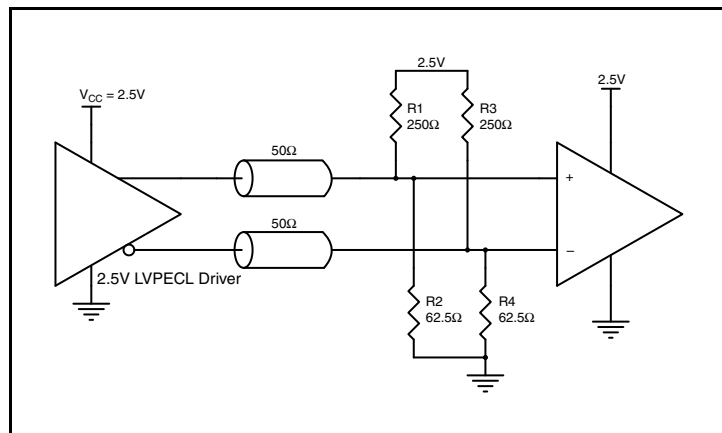 2.5V
2.5V
V_CC = 2.5V
R1
250Ω
R3
250Ω
50Ω
+
50Ω
−
2.5V LVPECL Driver
R2
62.5Ω
R4
62.5Ω